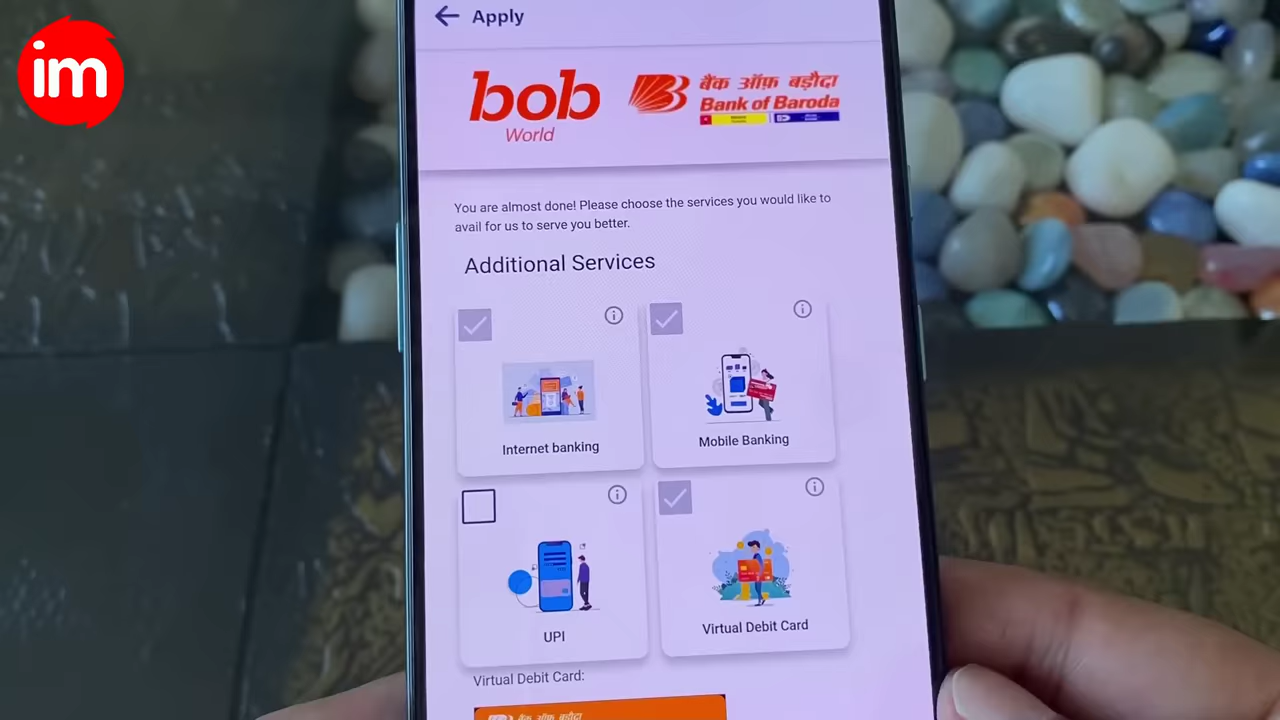 im
Apply
bob
World
बैंक ऑफ़ बड़ौदा
Bank of Baroda
You are almost done! Please choose the services you would like to
avail for us to serve you better.
Additional Services
Internet banking
Mobile Banking
UPI
Virtual Debit Card
Virtual Debit Card:
बैंक ऑफ़ बड़ौदा